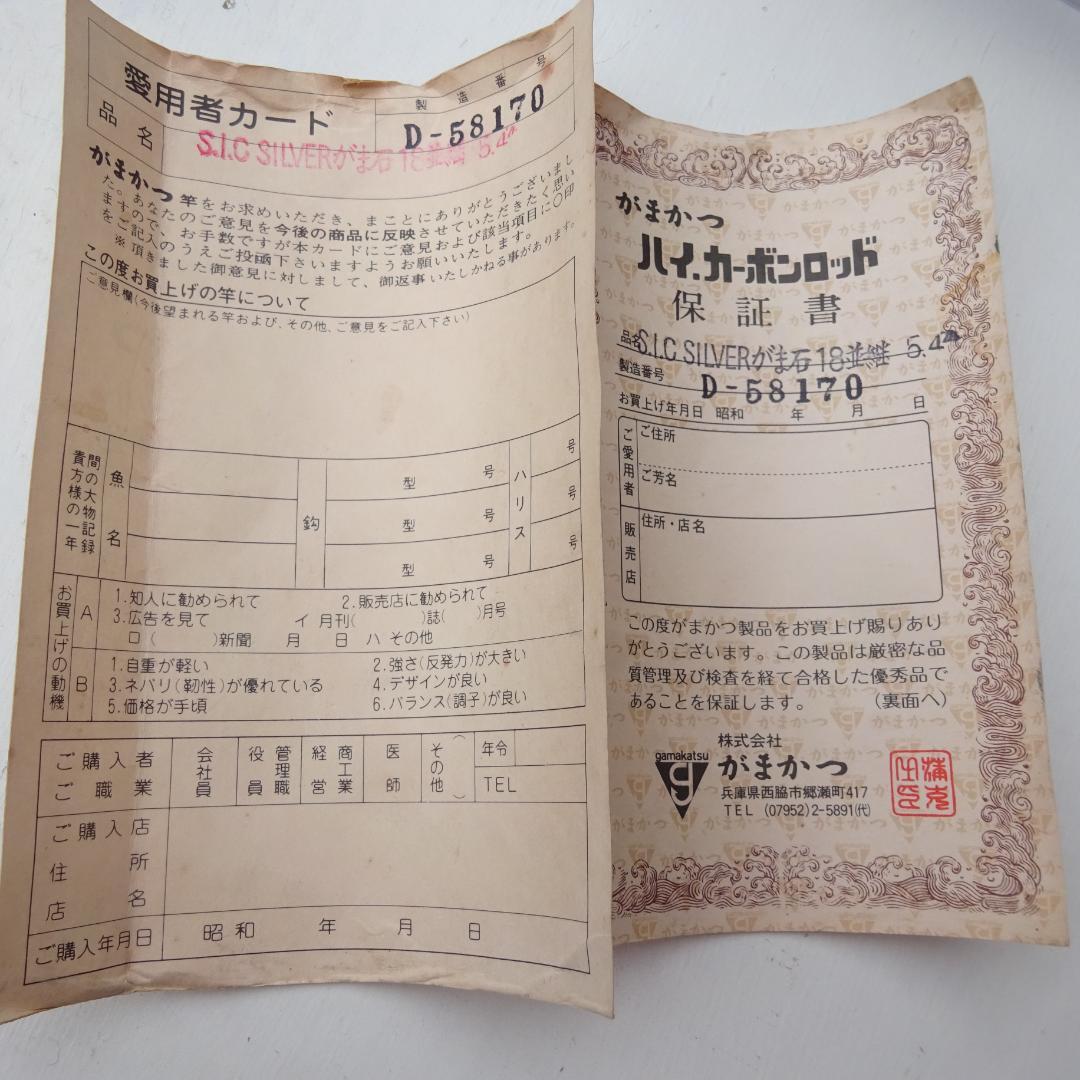 愛用者カード
製造番号
D-58170
品名
S.I.C SILVERがま石18並継 5.4m
がまかつ竿をお求めいただき、まことにありがとうございまし
た。あなたのご意見を今後の商品に反映させていただきたく思い
ますので、お手数ですが本カードにご意見および該当項目に〇印
をご記入のうえご投函下さいますようお願いいたします。
※頂きました御意見に対しまして、御返事いたしかねる事があります。
この度お買上げの竿について
ご意見欄(今後望まれる竿および、その他、ご意見をご記入下さい)
貴方様の一年
間の大物記録
魚名
鈎
型 号
型 号
型 号
ハリス
号
号
号
お買上げの動機
A
1.知人に勧められて 2.販売店に勧められて
3.広告を見て イ 月刊( )誌( )月号
ロ( )新聞 月 日 ハ その他
B
1.自重が軽い 2.強さ(反発力)が大きい
3.ネバリ(靭性)が優れている 4.デザインが良い
5.価格が手頃 6.バランス(調子)が良い
ご購入者
ご職業
会社員
管理職
役員
商工業
経営
医師
その他( )
年令
TEL
ご購入店
住所
店名
ご購入年月日
昭和 年 月 日
がまかつ
ハイ.カーボンロッド
保証書
品名 S.I.C SILVERがま石18並継 5.4m
製造番号 D-58170
お買上げ年月日 昭和 年 月 日
ご愛用者
ご住所
ご芳名
販売店
住所・店名
この度がまかつ製品をお買上げ賜りあり
がとうございます。この製品は厳密な品
質管理及び検査を経て合格した優秀品で
あることを保証します。 (裏面へ)
gamakatsu
株式会社
がまかつ
兵庫県西脇市郷瀬町417
TEL (07952)2-5891(代)